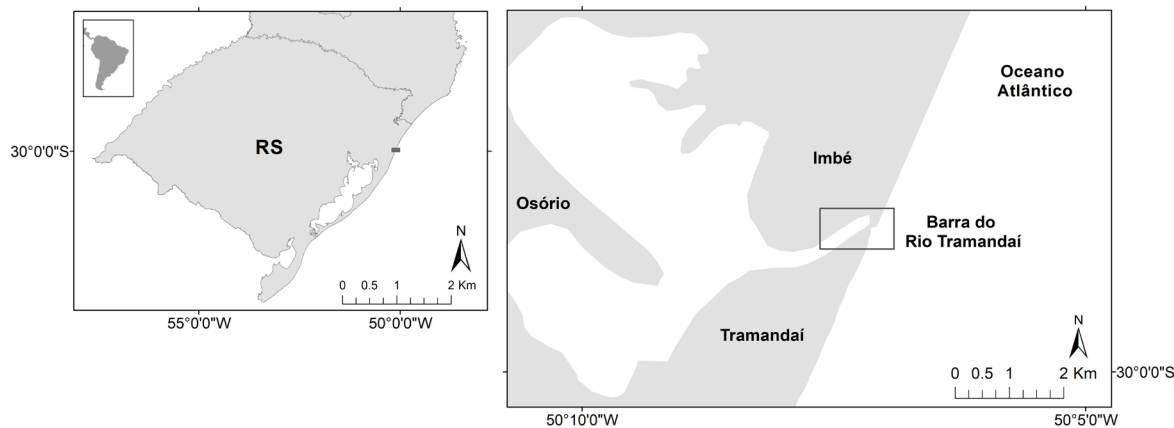 30°0'0"S
RS
N
0 0.5 1 2 Km
55°0'0"W
50°0'0"W
Oceano
Atlântico
Imbé
Osório
Barra do
Rio Tramandaí
Tramandaí
N
0 0.5 1 2 Km
30°0'0"S
50°10'0"W
50°5'0"W